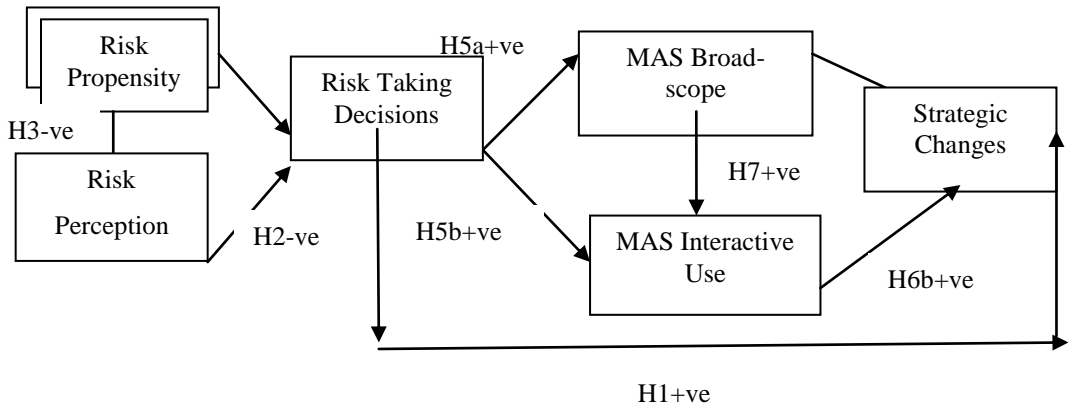 Risk
Propensity
H3-ve
Risk
Perception
H2-ve
Risk Taking
Decisions
H5a+ve
H5b+ve
MAS Broad-
scope
H7+ve
MAS Interactive
Use
Strategic
Changes
H6b+ve
H1+ve